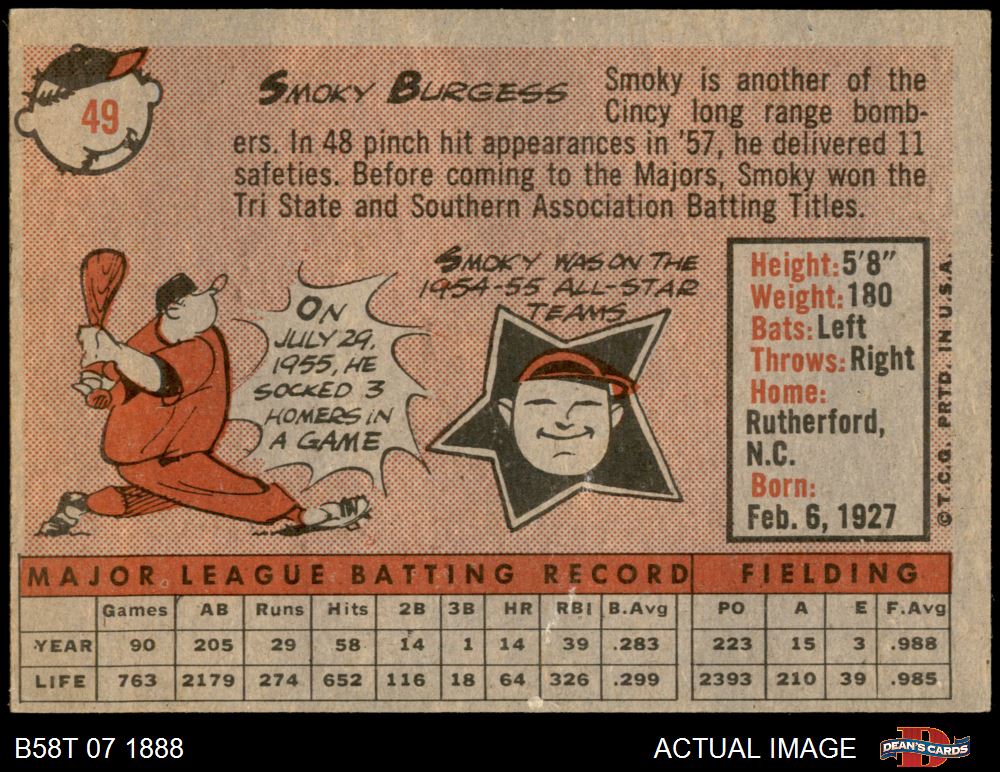 49
SMOKY BURGESS
Smoky is another of the
Cincy long range bomb-
ers. In 48 pinch hit appearances in '57, he delivered 11
safeties. Before coming to the Majors, Smoky won the
Tri State and Southern Association Batting Titles.
ON
JULY 29,
1955, HE
SOCKED 3
HOMERS IN
A GAME
SMOKY WAS ON THE
1954-55 ALL-STAR
TEAMS
Height: 5'8"
Weight: 180
Bats: Left
Throws: Right
Home:
Rutherford,
N.C.
Born:
Feb. 6, 1927
© T.C.G. PRTD. IN U.S.A.
MAJOR LEAGUE BATTING RECORD FIELDING
Games AB Runs Hits 2B 3B HR RBI B.Avg PO A E F.Avg
YEAR 90 205 29 58 14 1 14 39 .283 223 15 3 .988
LIFE 763 2179 274 652 116 18 64 326 .299 2393 210 39 .985
B58T 07 1888
ACTUAL IMAGE
DEAN'S CARDS